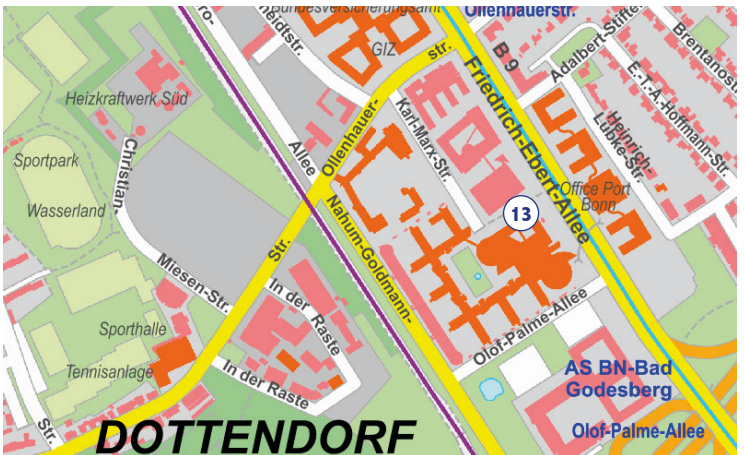 Bundesversicherungsamt
Ollenhauerstr.
GIZ
B 9
Adalbert-Stifter-
Brentanostr.
E.-T.-A.-Hoffmann-Str.
Heinrich-
Lübke-Str.
Heizkraftwerk Süd
Christian-
Miesen-Str.
Allee
Ollenhauer-
str.
Karl-Marx-Str.
Friedrich-Ebert-Allee
Sportpark
Wasserland
Office Port
Bonn
13
Str.
Nahum-Goldmann-
In der Raste
Sporthalle
Tennisanlage
In der Raste
Olof-Palme-Allee
AS BN-Bad
Godesberg
Olof-Palme-Allee
Str.
DOTTENDORF